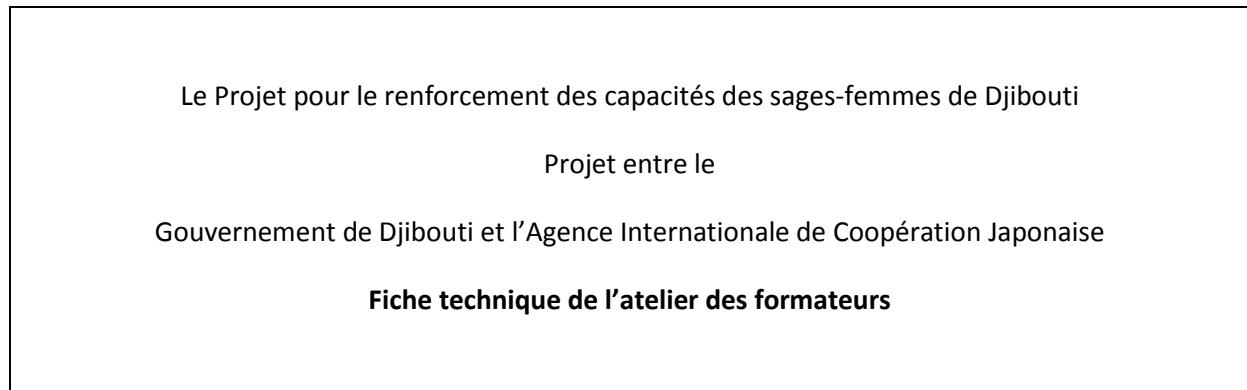 Le Projet pour le renforcement des capacités des sages-femmes de Djibouti
Projet entre le
Gouvernement de Djibouti et l’Agence Internationale de Coopération Japonaise
Fiche technique de l’atelier des formateurs